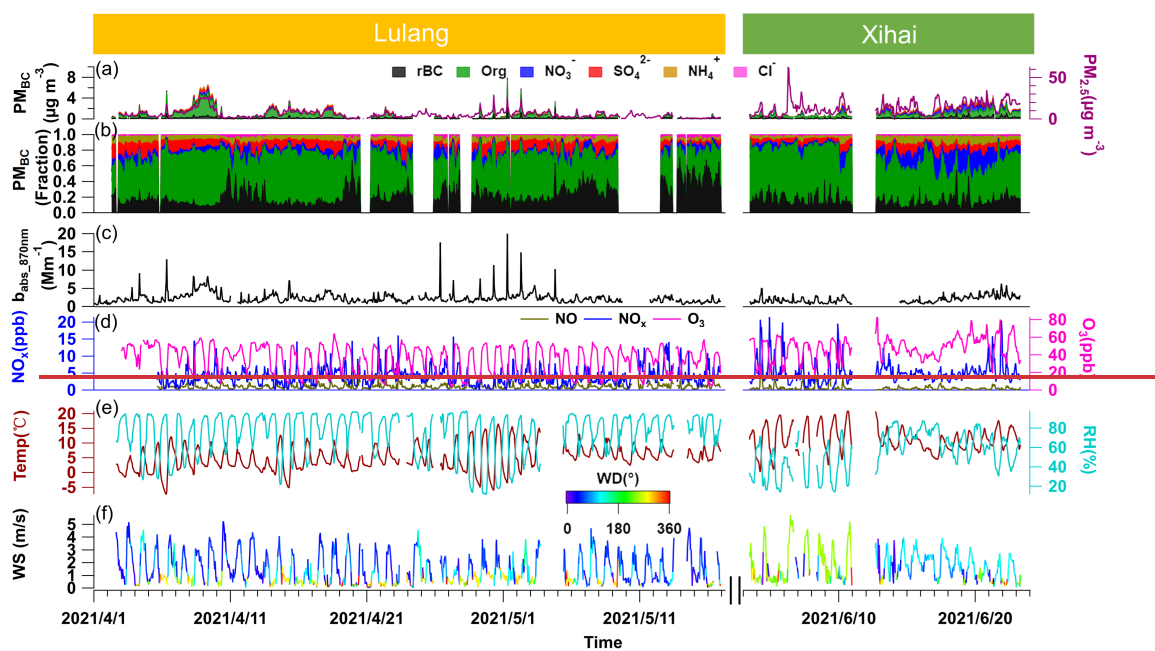 Lulang
Xihai
(a)
rBC
Org
NO₃⁻
SO₄²⁻
NH₄⁺
Cl⁻
PM_BC
(µg m⁻³)
8
4
0
50
0
PM₂.₅(µg m⁻³)
(b)
PM_BC
(Fraction)
1.0
0.8
0.6
0.4
0.2
0.0
(c)
b_abs_870nm
(Mm⁻¹)
20
15
10
5
0
(d)
NO
NOₓ
O₃
NOₓ(ppb)
20
15
10
5
0
80
60
40
20
O₃(ppb)
(e)
Temp(℃)
20
15
10
5
0
-5
80
60
40
20
RH(%)
WD(°)
0
180
360
(f)
WS (m/s)
5
4
3
2
1
0
2021/4/1
2021/4/11
2021/4/21
2021/5/1
2021/5/11
2021/6/10
2021/6/20
Time